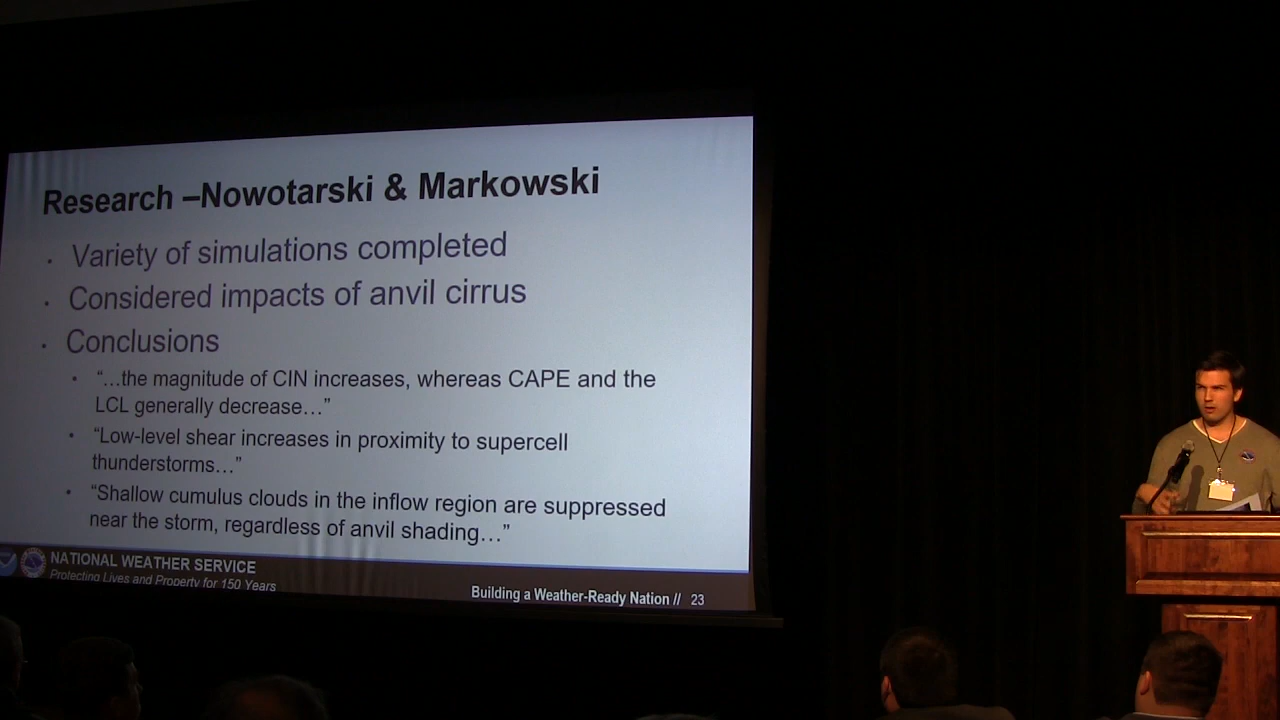 Research –Nowotarski & Markowski
• Variety of simulations completed
• Considered impacts of anvil cirrus
• Conclusions
• “…the magnitude of CIN increases, whereas CAPE and the
LCL generally decrease…”
• “Low-level shear increases in proximity to supercell
thunderstorms…”
• “Shallow cumulus clouds in the inflow region are suppressed
near the storm, regardless of anvil shading…”
NATIONAL WEATHER SERVICE
Protecting Lives and Property for 150 Years
Building a Weather-Ready Nation // 23